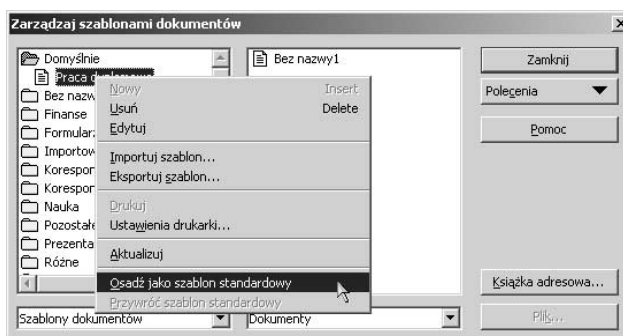 Zarządzaj szablonami dokumentów
Domyślnie
Praca dyplomowa
Bez nazw
Finanse
Formularz
Importow
Korespor
Korespor
Nauka
Pozostałe
Prezenta
Różne
Szablony dokumentów
Bez nazwy1
Dokumenty
Nowy Insert
Usuń Delete
Edytuj
Importuj szablon...
Eksportuj szablon...
Drukuj
Ustawienia drukarki...
Aktualizuj
Osadź jako szablon standardowy
Przywróć szablon standardowy
Zamknij
Polecenia
Pomoc
Książka adresowa...
Plik...